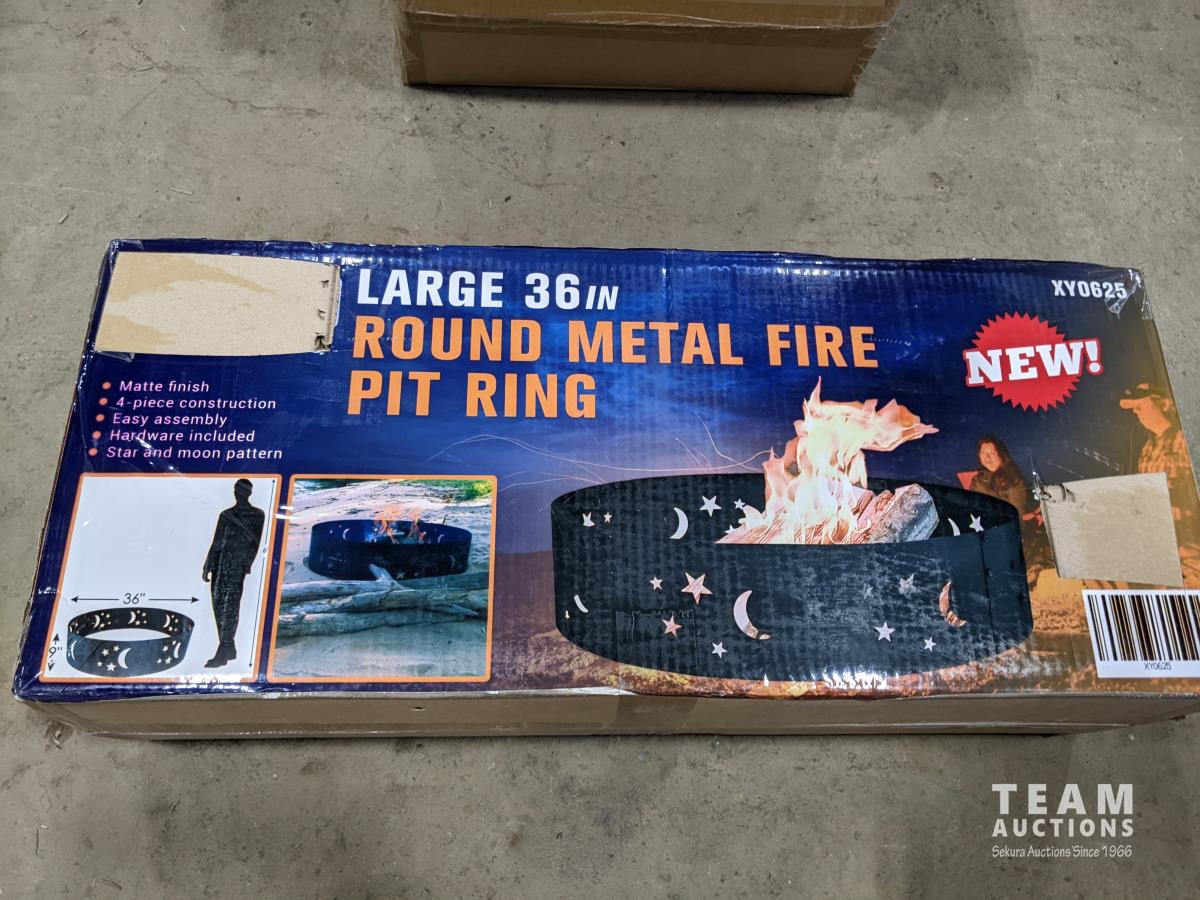 LARGE 36IN
ROUND METAL FIRE
PIT RING
XY0625
NEW!
Matte finish
4-piece construction
Easy assembly
Hardware included
Star and moon pattern
36"
9"
6'
XY0625
TEAM
AUCTIONS
Sekura Auctions Since 1966